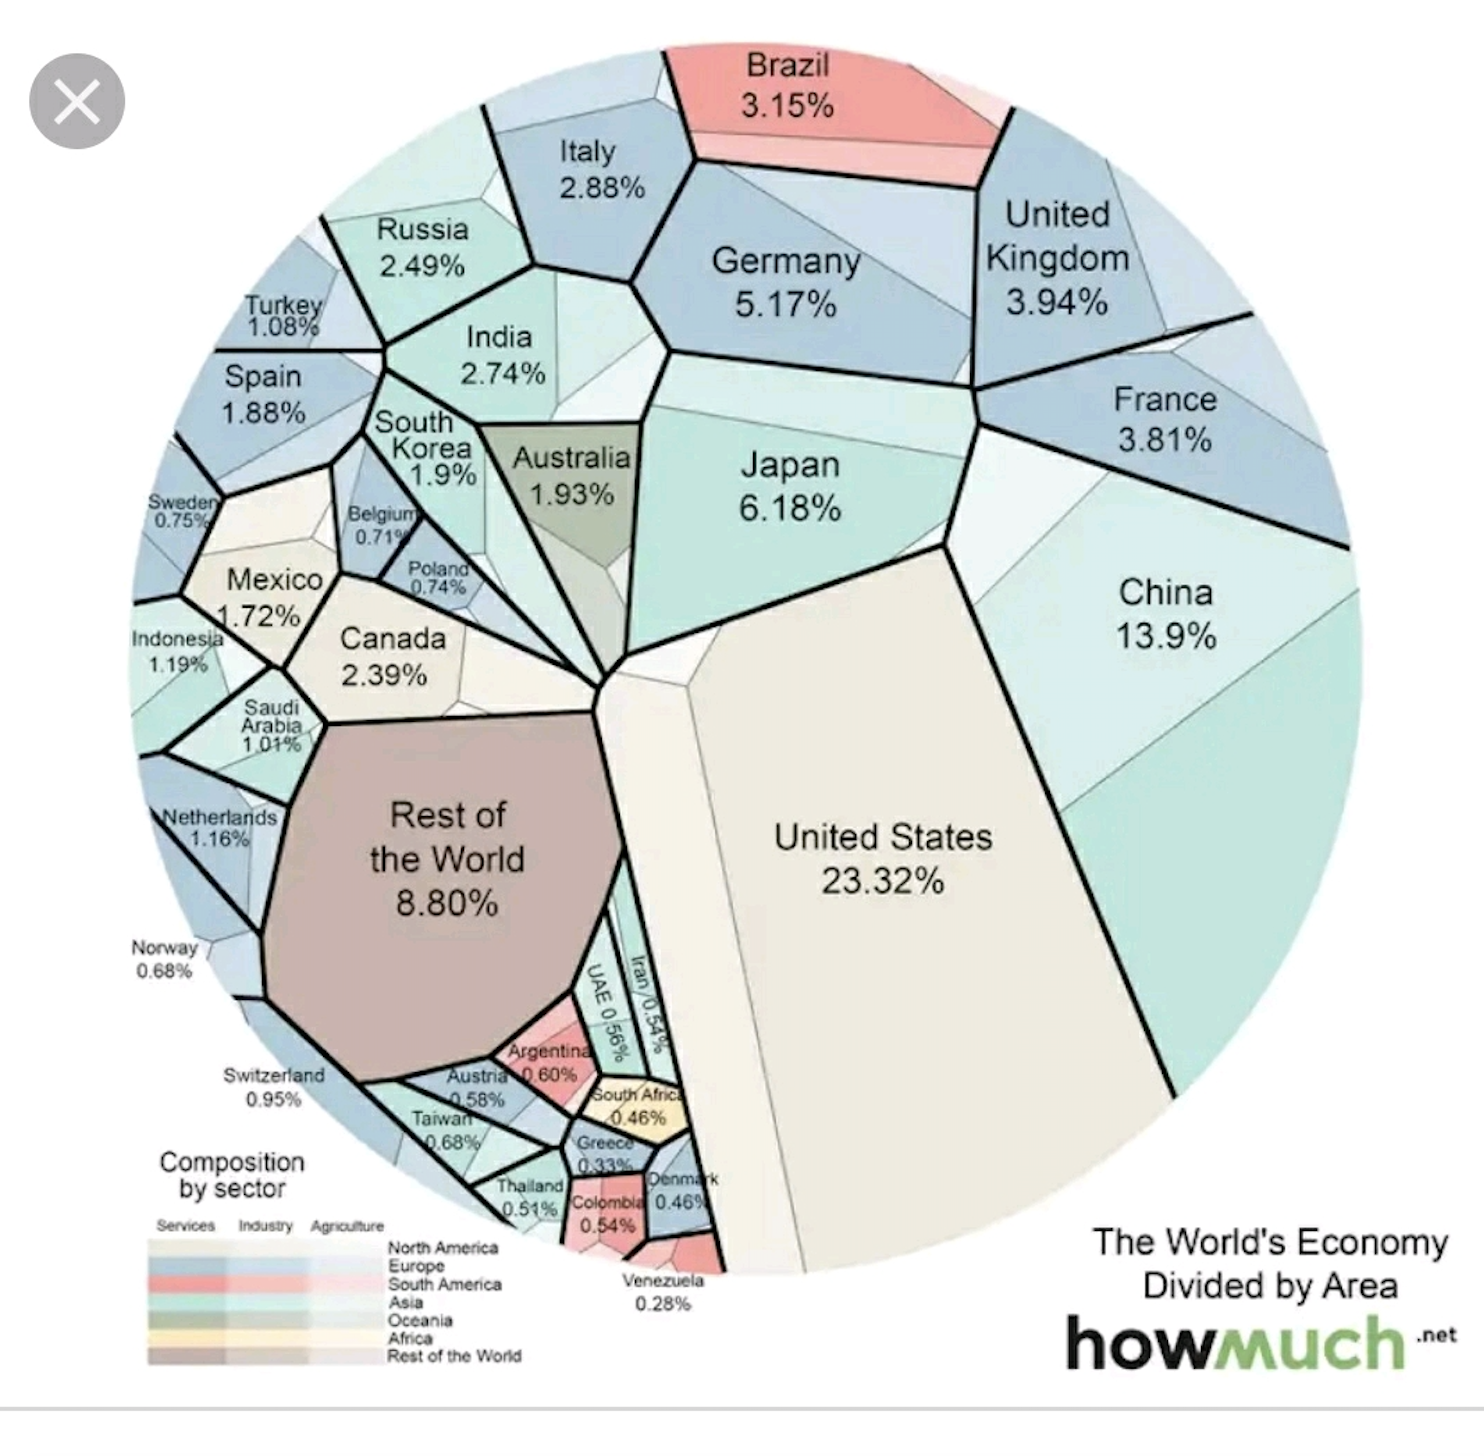 Brazil
3.15%
Italy
2.88%
United
Kingdom
3.94%
Russia
2.49%
Germany
5.17%
Turkey
1.08%
India
2.74%
Spain
1.88%
France
3.81%
South
Korea
1.9%
Australia
1.93%
Japan
6.18%
Sweden
0.75%
Belgium
0.71%
Poland
0.74%
Mexico
1.72%
China
13.9%
Indonesia
1.19%
Canada
2.39%
Saudi
Arabia
1.01%
Netherlands
1.16%
Rest of
the World
8.80%
United States
23.32%
Norway
0.68%
UAE 0.56%
Iran 0.54%
Switzerland
0.95%
Argentina
0.60%
Austria
0.58%
South Africa
0.46%
Taiwan
0.68%
Greece
0.33%
Thailand
0.51%
Colombia
0.54%
Denmark
0.46%
Venezuela
0.28%
Composition
by sector
Services Industry Agriculture
North America
Europe
South America
Asia
Oceania
Africa
Rest of the World
The World's Economy
Divided by Area
howmuch.net